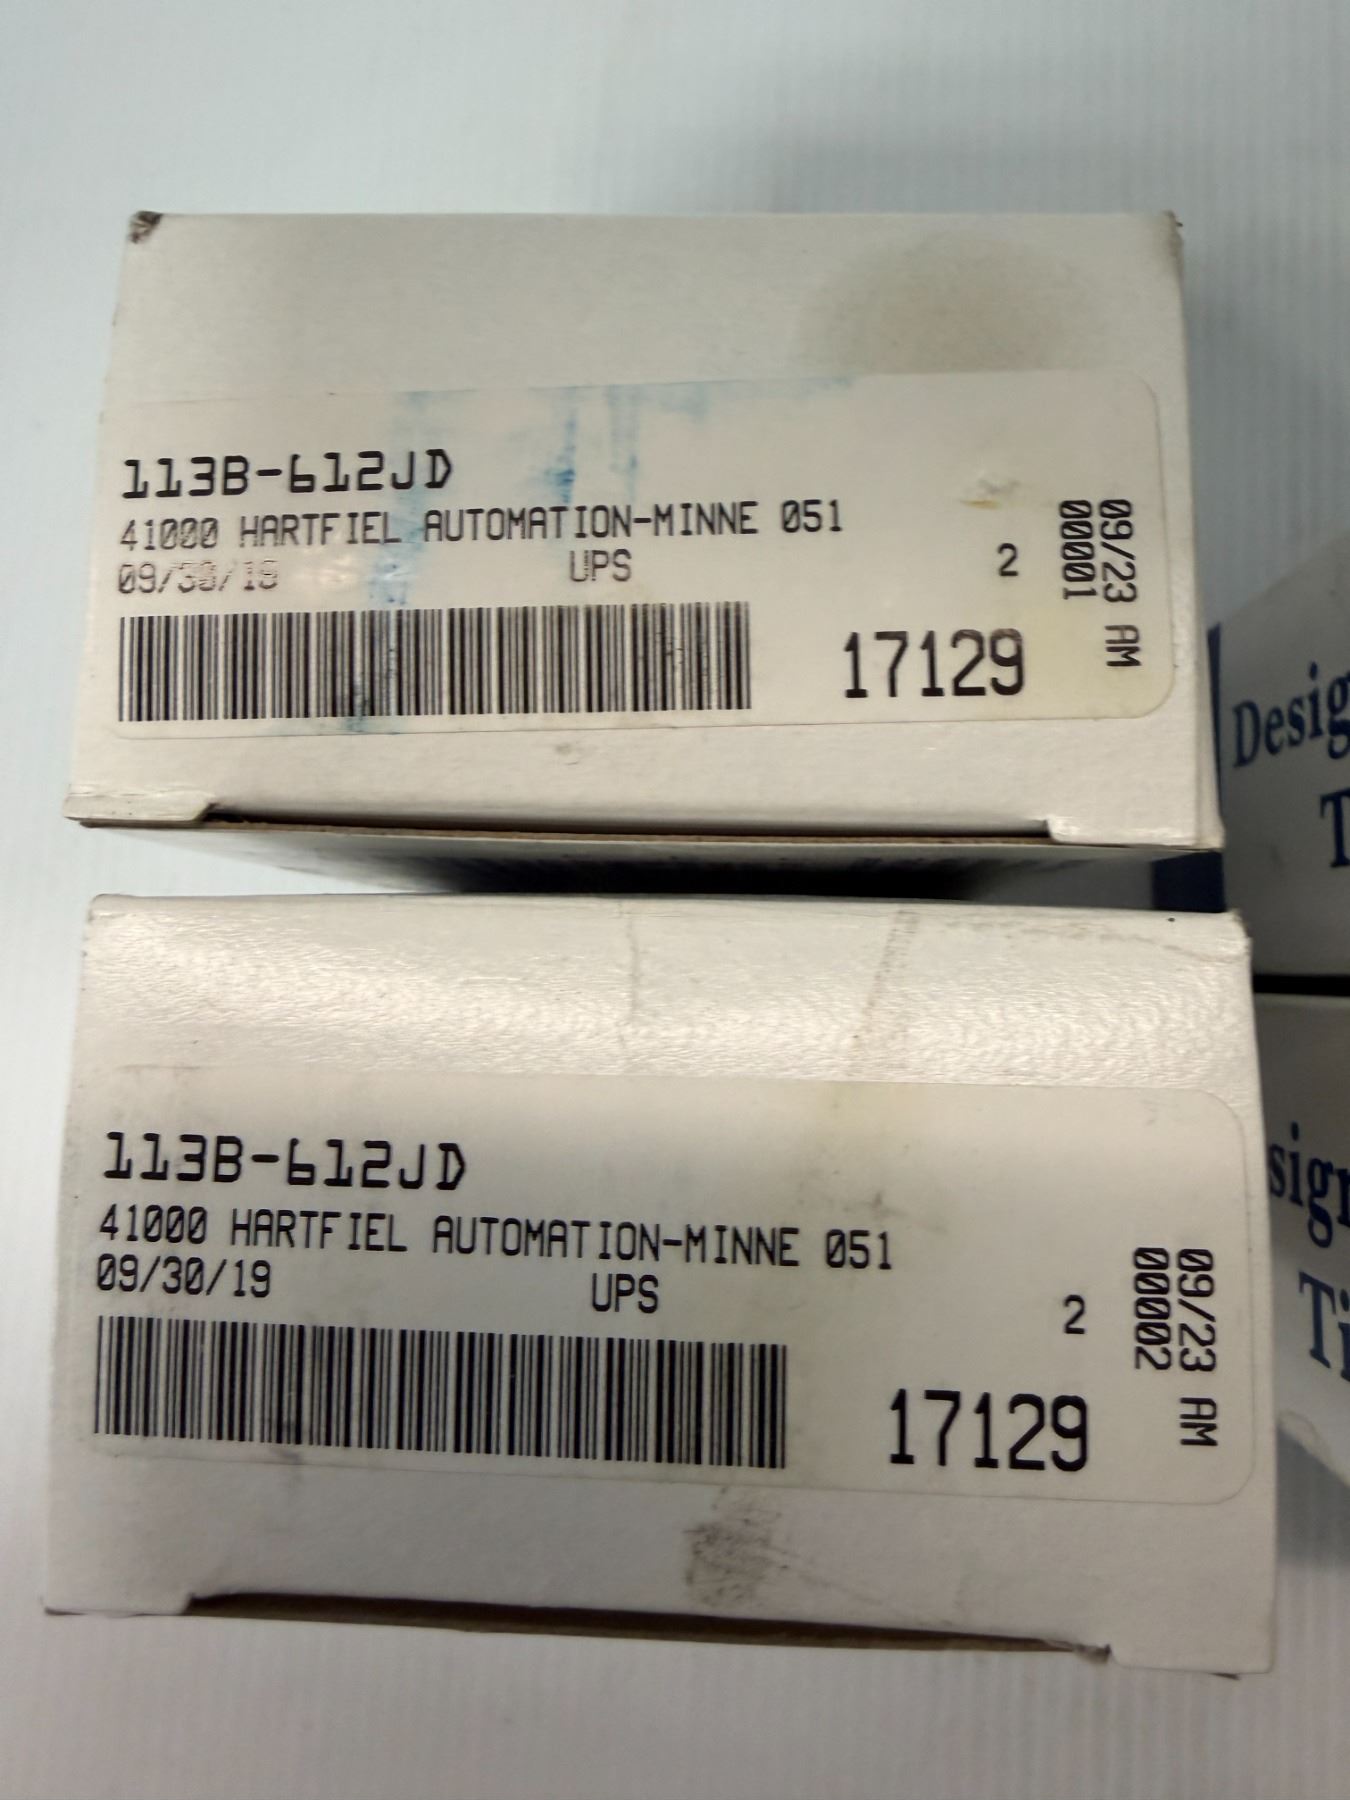 113B-612JD
41000 HARTFIEL AUTOMATION-MINNE 051
09/30/19 UPS 2
17129
09/23 AM
00001
113B-612JD
41000 HARTFIEL AUTOMATION-MINNE 051
09/30/19 UPS 2
17129
09/23 AM
00002
Desig
T
sign
Ti